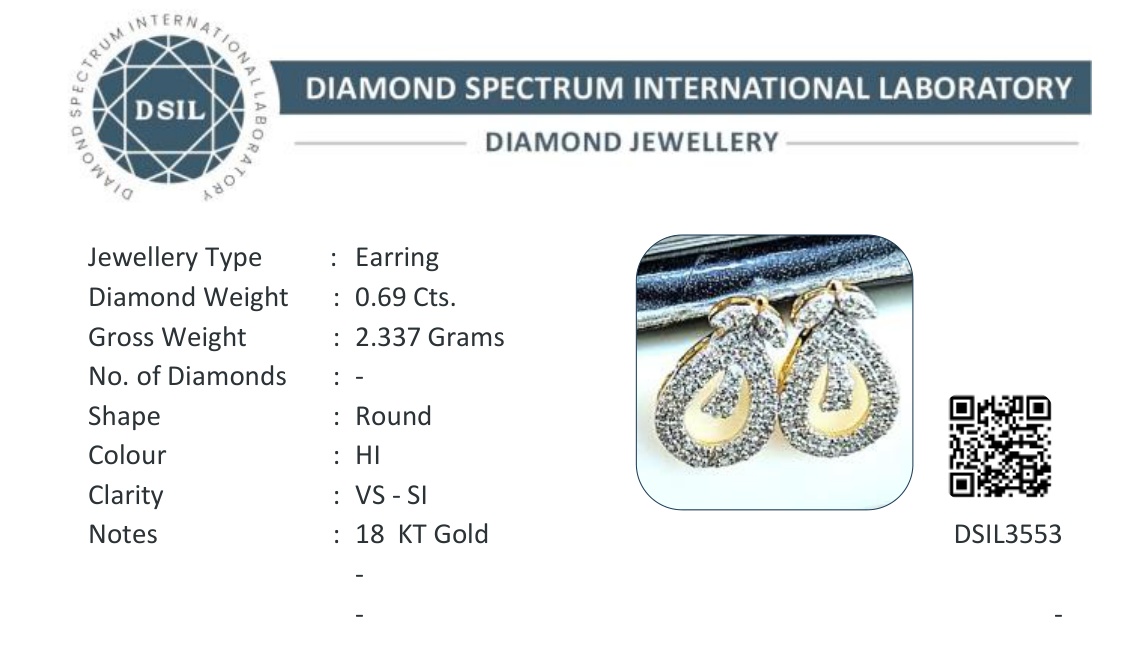 DIAMOND SPECTRUM INTERNATIONAL LABORATORY
DSIL
DIAMOND SPECTRUM INTERNATIONAL LABORATORY
DIAMOND JEWELLERY
Jewellery Type : Earring
Diamond Weight : 0.69 Cts.
Gross Weight : 2.337 Grams
No. of Diamonds : -
Shape : Round
Colour : HI
Clarity : VS - SI
Notes : 18 KT Gold
DSIL3553
-
- -